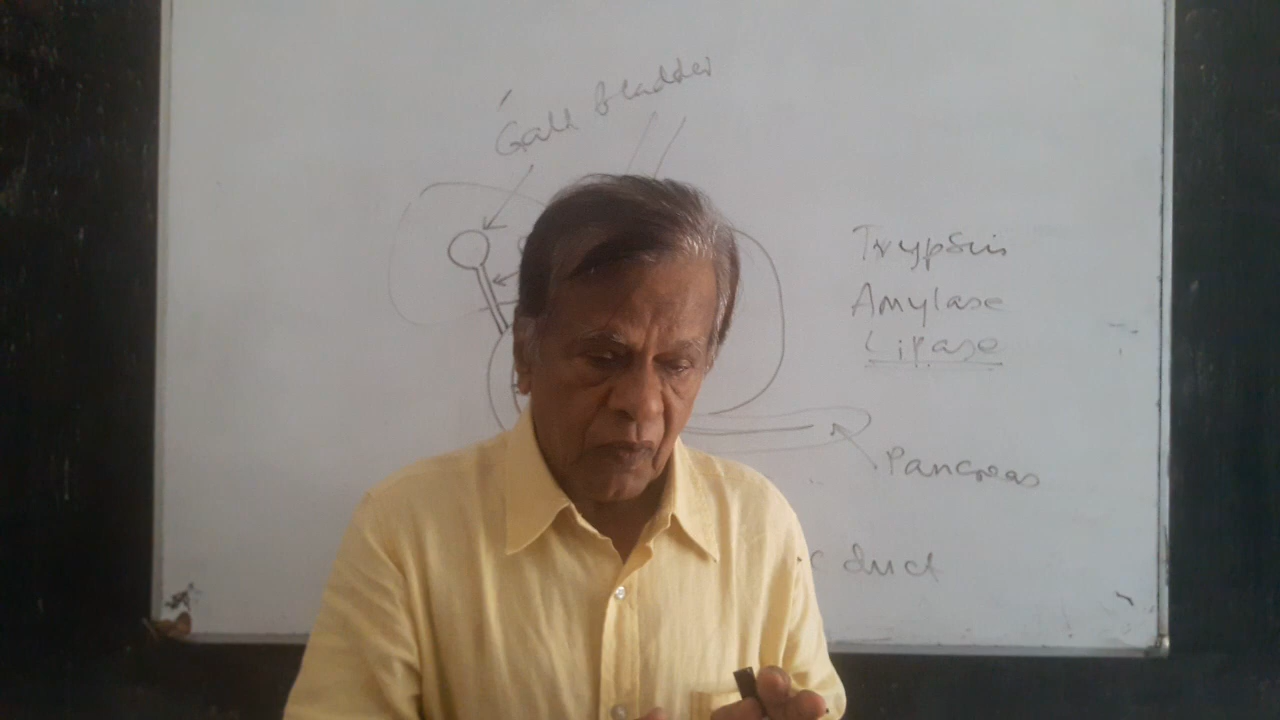 Gall bladder
Trypsin
Amylase
Lipase
Pancreas
c duct